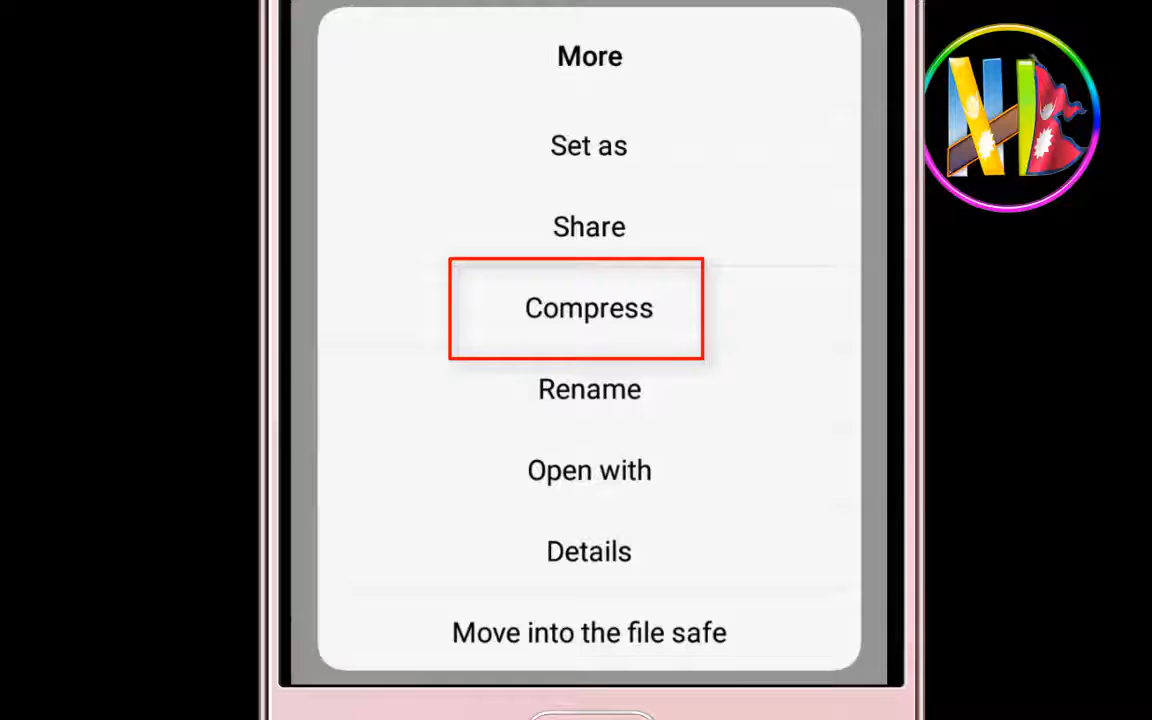 More
Set as
Share
Compress
Rename
Open with
Details
Move into the file safe